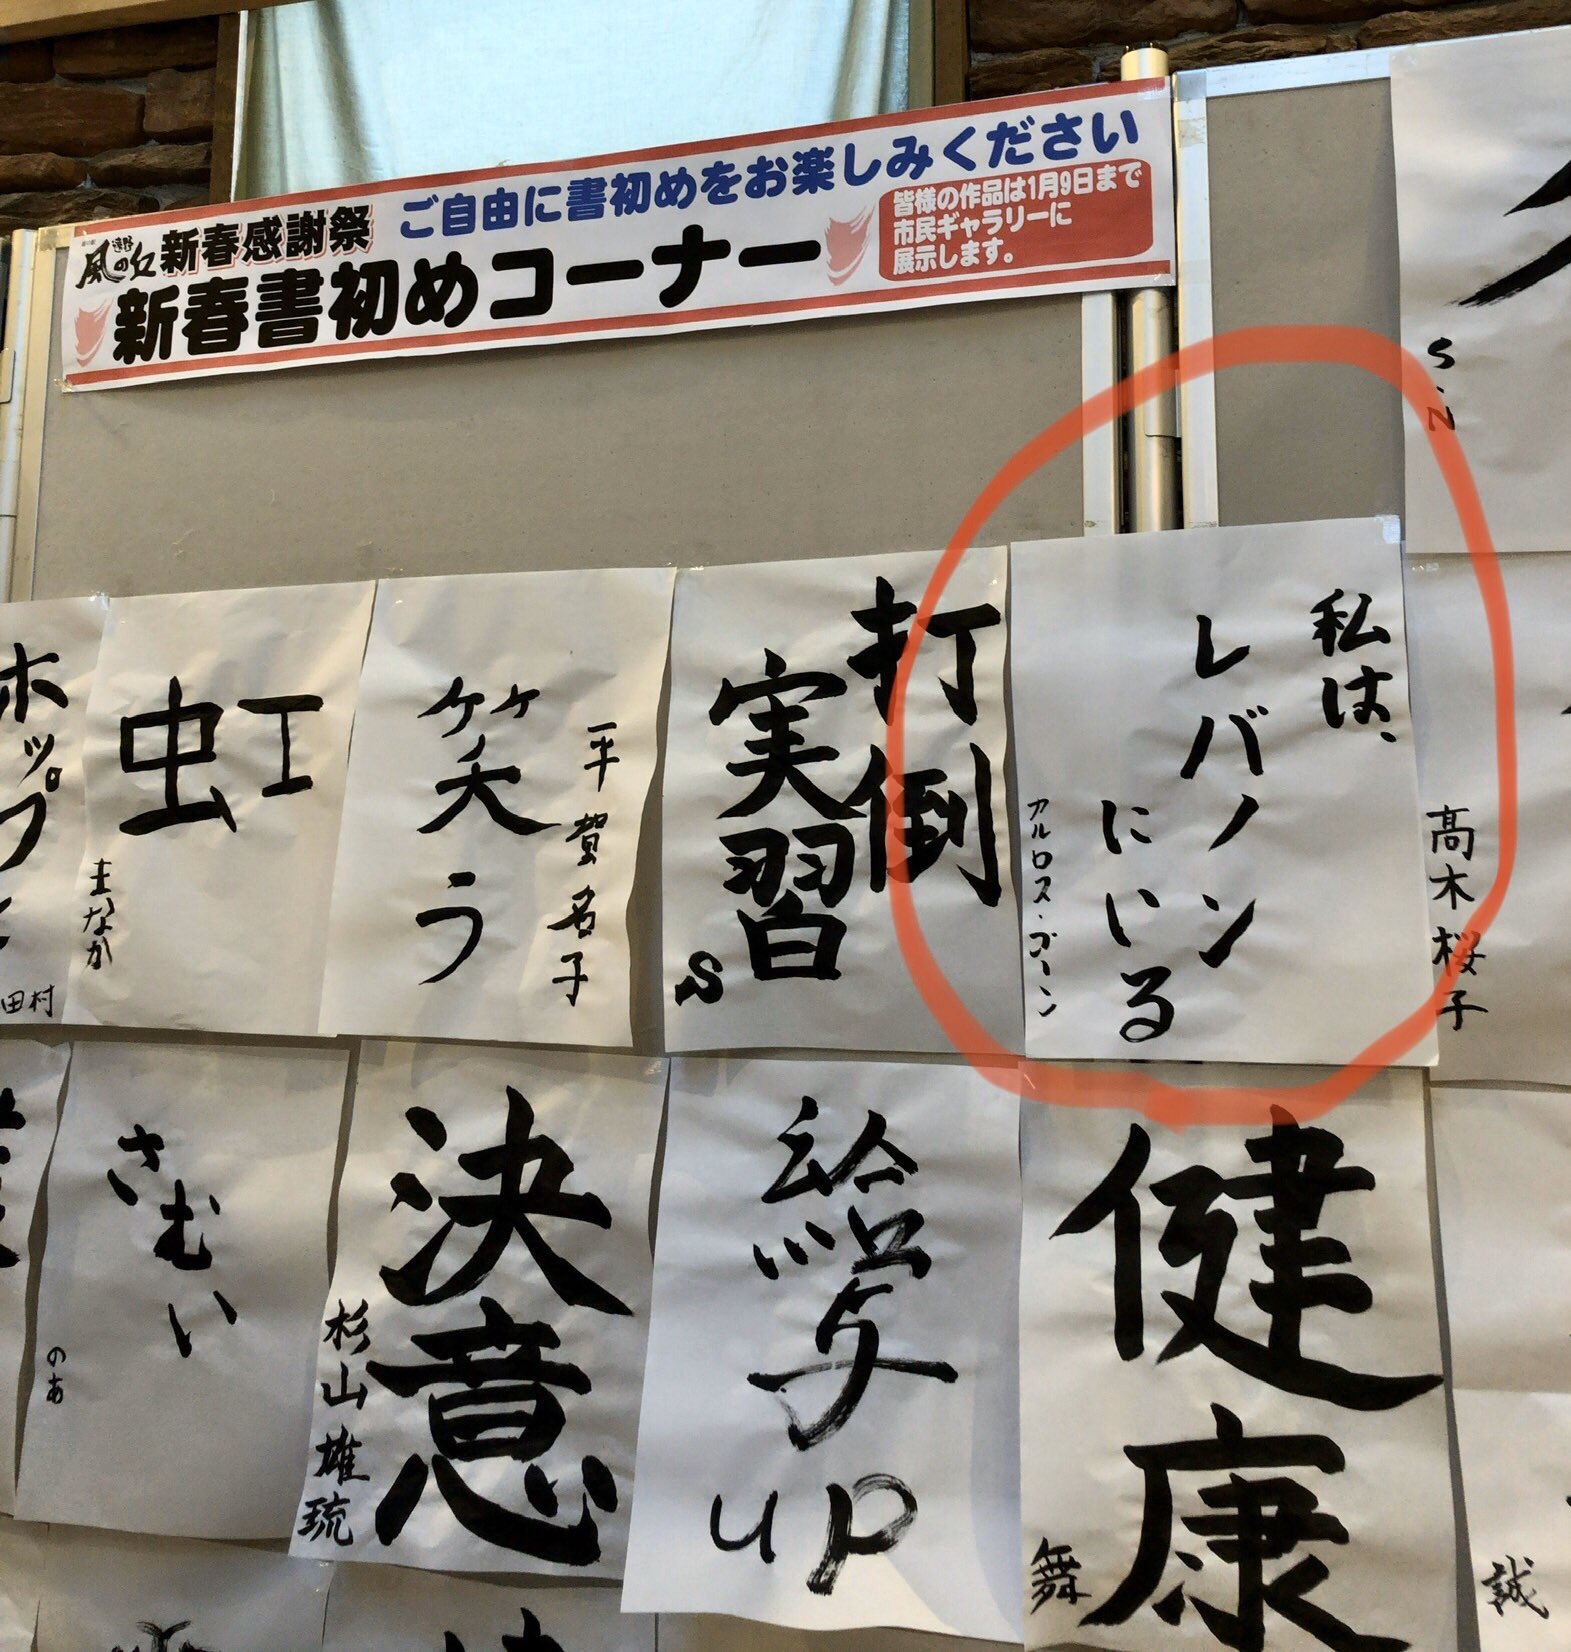 遠野
風の丘
新春感謝祭
ご自由に書初めをお楽しみください
新春書初めコーナー
皆様の作品は1月9日まで
市民ギャラリーに
展示します。
S.N
私は、
レバノン
にいる
アルロス・ゴーン
打倒
実習
S
笑う
平賀名子
虹
まなか
ホップ
田村
高木桜子
健康
舞
給与
UP
決意
杉山雄琉
さむい
のあ
誠